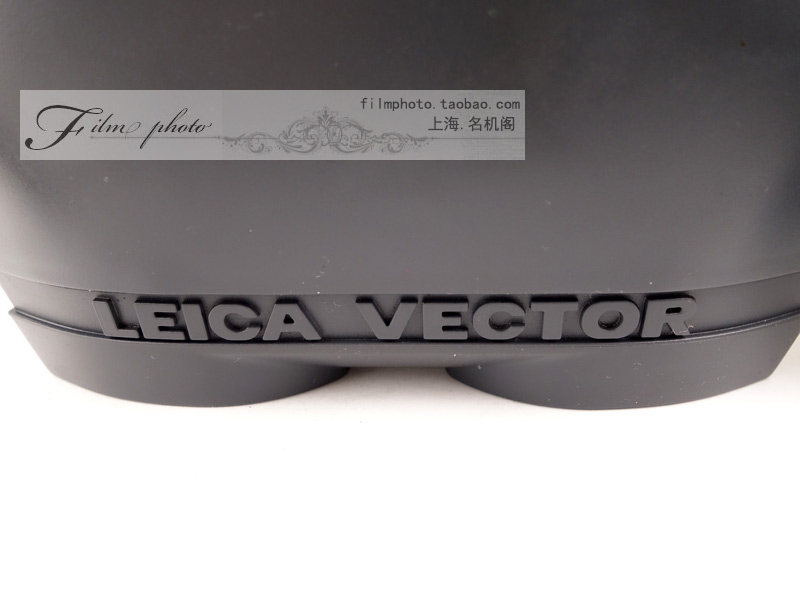 Film photo
filmphoto.taobao.com
上海.名机阁
LEICA VECTOR